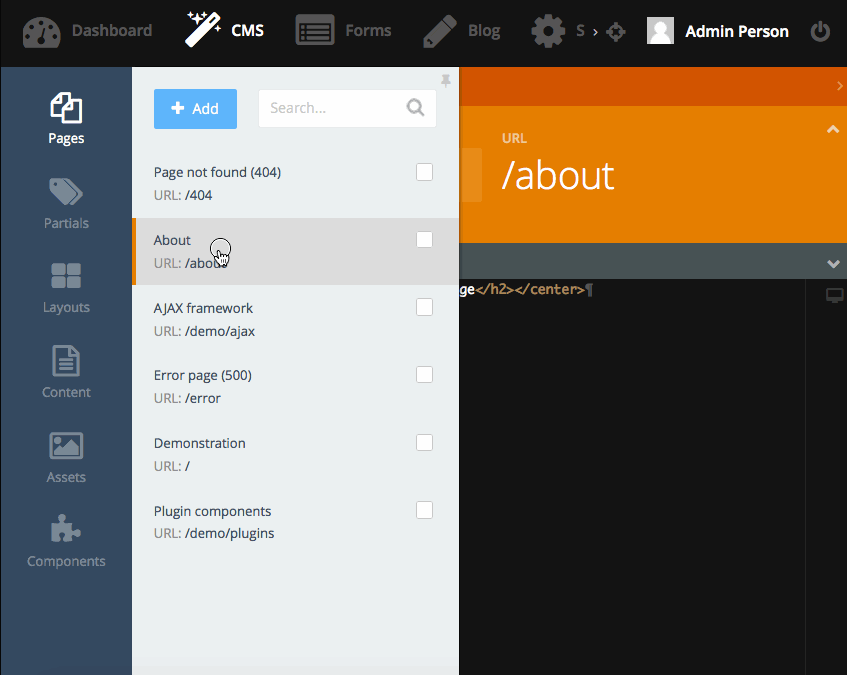 Dashboard
CMS
Forms
Blog
S
Admin Person
Pages
Partials
Layouts
Content
Assets
Components
+ Add
Search...
Page not found (404)
URL: /404
About
URL: /about
AJAX framework
URL: /demo/ajax
Error page (500)
URL: /error
Demonstration
URL: /
Plugin components
URL: /demo/plugins
URL
/about
ge</h2></center>¶